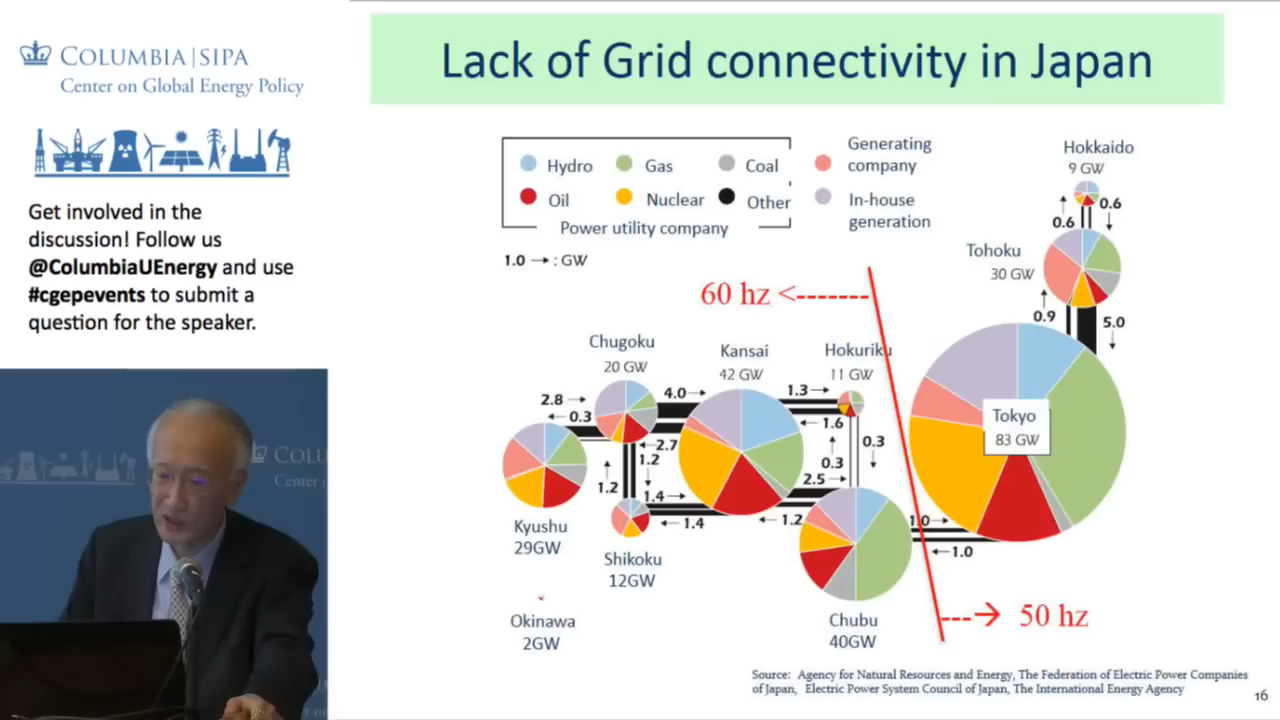 COLUMBIA | SIPA
Center on Global Energy Policy
Get involved in the
discussion! Follow us
@ColumbiaUEnergy and use
#cgepevents to submit a
question for the speaker.
Lack of Grid connectivity in Japan
Hydro
Gas
Coal
Generating
company
Oil
Nuclear
Other
In-house
generation
Power utility company
1.0 → : GW
60 hz <--------
Hokkaido
9 GW
0.6
0.6
Tohoku
30 GW
0.9
5.0
Tokyo
83 GW
Chugoku
20 GW
Kansai
42 GW
Hokuriku
11 GW
2.8 →
← 0.3
4.0 →
1.3 →
← 1.6
←2.7
1.2
1.2
1.4 →
← 1.4
0.3
0.3
2.5 →
← 1.2
1.0→
←1.0
Kyushu
29GW
Shikoku
12GW
Okinawa
2GW
Chubu
40GW
---→ 50 hz
Source: Agency for Natural Resources and Energy, The Federation of Electric Power Companies
of Japan, Electric Power System Council of Japan, The International Energy Agency
16
COLU
Center